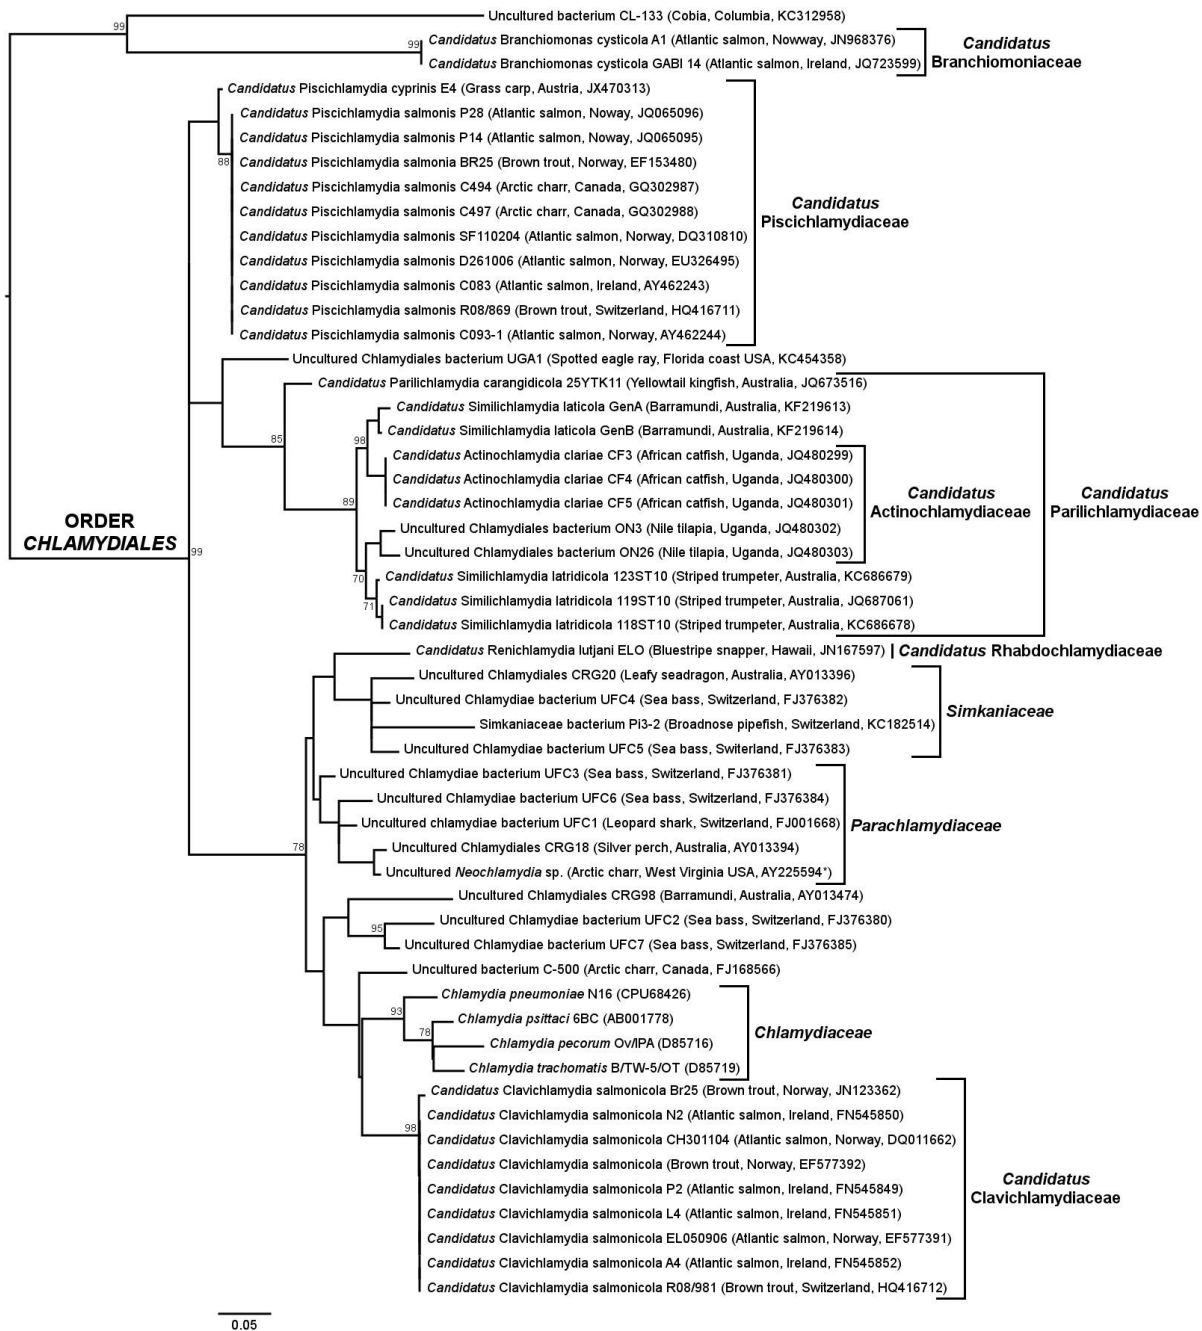 Uncultured bacterium CL-133 (Cobia, Columbia, KC312958)
99
99
Candidatus Branchiomonas cysticola A1 (Atlantic salmon, Nowway, JN968376)
Candidatus Branchiomonas cysticola GABI 14 (Atlantic salmon, Ireland, JQ723599)
Candidatus
Branchiomoniaceae
Candidatus Piscichlamydia cyprinis E4 (Grass carp, Austria, JX470313)
Candidatus Piscichlamydia salmonis P28 (Atlantic salmon, Noway, JQ065096)
Candidatus Piscichlamydia salmonis P14 (Atlantic salmon, Noway, JQ065095)
88
Candidatus Piscichlamydia salmonia BR25 (Brown trout, Norway, EF153480)
Candidatus Piscichlamydia salmonis C494 (Arctic charr, Canada, GQ302987)
Candidatus Piscichlamydia salmonis C497 (Arctic charr, Canada, GQ302988)
Candidatus
Piscichlamydiaceae
Candidatus Piscichlamydia salmonis SF110204 (Atlantic salmon, Norway, DQ310810)
Candidatus Piscichlamydia salmonis D261006 (Atlantic salmon, Norway, EU326495)
Candidatus Piscichlamydia salmonis C083 (Atlantic salmon, Ireland, AY462243)
Candidatus Piscichlamydia salmonis R08/869 (Brown trout, Switzerland, HQ416711)
Candidatus Piscichlamydia salmonis C093-1 (Atlantic salmon, Norway, AY462244)
Uncultured Chlamydiales bacterium UGA1 (Spotted eagle ray, Florida coast USA, KC454358)
Candidatus Parilichlamydia carangidicola 25YTK11 (Yellowtail kingfish, Australia, JQ673516)
Candidatus Similichlamydia laticola GenA (Barramundi, Australia, KF219613)
Candidatus Similichlamydia laticola GenB (Barramundi, Australia, KF219614)
85
98
Candidatus Actinochlamydia clariae CF3 (African catfish, Uganda, JQ480299)
Candidatus Actinochlamydia clariae CF4 (African catfish, Uganda, JQ480300)
89
Candidatus Actinochlamydia clariae CF5 (African catfish, Uganda, JQ480301)
Candidatus
Actinochlamydiaceae
Candidatus
Parilichlamydiaceae
Uncultured Chlamydiales bacterium ON3 (Nile tilapia, Uganda, JQ480302)
Uncultured Chlamydiales bacterium ON26 (Nile tilapia, Uganda, JQ480303)
ORDER
CHLAMYDIALES
99
70
Candidatus Similichlamydia latridicola 123ST10 (Striped trumpeter, Australia, KC686679)
71
Candidatus Similichlamydia latridicola 119ST10 (Striped trumpeter, Australia, JQ687061)
Candidatus Similichlamydia latridicola 118ST10 (Striped trumpeter, Australia, KC686678)
Candidatus Renichlamydia lutjani ELO (Bluestripe snapper, Hawaii, JN167597) | Candidatus Rhabdochlamydiaceae
Uncultured Chlamydiales CRG20 (Leafy seadragon, Australia, AY013396)
Uncultured Chlamydiae bacterium UFC4 (Sea bass, Switzerland, FJ376382)
Simkaniaceae
Simkaniaceae bacterium Pi3-2 (Broadnose pipefish, Switzerland, KC182514)
Uncultured Chlamydiae bacterium UFC5 (Sea bass, Switerland, FJ376383)
Uncultured Chlamydiae bacterium UFC3 (Sea bass, Switzerland, FJ376381)
Uncultured Chlamydiae bacterium UFC6 (Sea bass, Switzerland, FJ376384)
Uncultured chlamydiae bacterium UFC1 (Leopard shark, Switzerland, FJ001668)
Parachlamydiaceae
78
Uncultured Chlamydiales CRG18 (Silver perch, Australia, AY013394)
Uncultured Neochlamydia sp. (Arctic charr, West Virginia USA, AY225594*)
Uncultured Chlamydiales CRG98 (Barramundi, Australia, AY013474)
95
Uncultured Chlamydiae bacterium UFC2 (Sea bass, Switzerland, FJ376380)
Uncultured Chlamydiae bacterium UFC7 (Sea bass, Switzerland, FJ376385)
Uncultured bacterium C-500 (Arctic charr, Canada, FJ168566)
Chlamydia pneumoniae N16 (CPU68426)
93
Chlamydia psittaci 6BC (AB001778)
78
Chlamydiaceae
Chlamydia pecorum Ov/IPA (D85716)
Chlamydia trachomatis B/TW-5/OT (D85719)
Candidatus Clavichlamydia salmonicola Br25 (Brown trout, Norway, JN123362)
Candidatus Clavichlamydia salmonicola N2 (Atlantic salmon, Ireland, FN545850)
98
Candidatus Clavichlamydia salmonicola CH301104 (Atlantic salmon, Norway, DQ011662)
Candidatus Clavichlamydia salmonicola (Brown trout, Norway, EF577392)
Candidatus Clavichlamydia salmonicola P2 (Atlantic salmon, Ireland, FN545849)
Candidatus
Clavichlamydiaceae
Candidatus Clavichlamydia salmonicola L4 (Atlantic salmon, Ireland, FN545851)
Candidatus Clavichlamydia salmonicola EL050906 (Atlantic salmon, Norway, EF577391)
Candidatus Clavichlamydia salmonicola A4 (Atlantic salmon, Ireland, FN545852)
Candidatus Clavichlamydia salmonicola R08/981 (Brown trout, Switzerland, HQ416712)
0.05